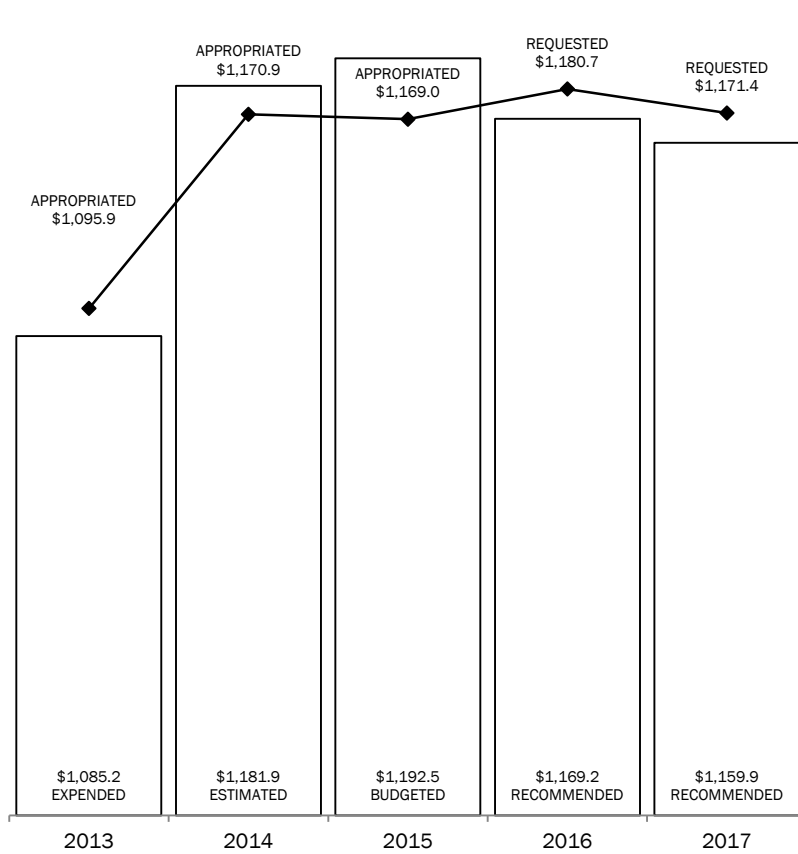 APPROPRIATED
$1,095.9
APPROPRIATED
$1,170.9
APPROPRIATED
$1,169.0
REQUESTED
$1,180.7
REQUESTED
$1,171.4
$1,085.2
EXPENDED
$1,181.9
ESTIMATED
$1,192.5
BUDGETED
$1,169.2
RECOMMENDED
$1,159.9
RECOMMENDED
2013
2014
2015
2016
2017